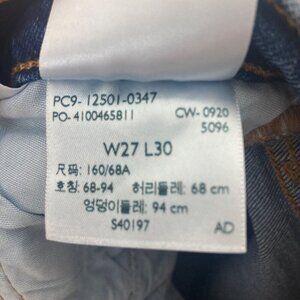 PC9- 12501-0347
PO- 4100465811 CW- 0920
5096
W27 L30
尺码: 160/68A
호칭: 68-94 허리둘레: 68 cm
엉덩이둘레: 94 cm
S40197 AD